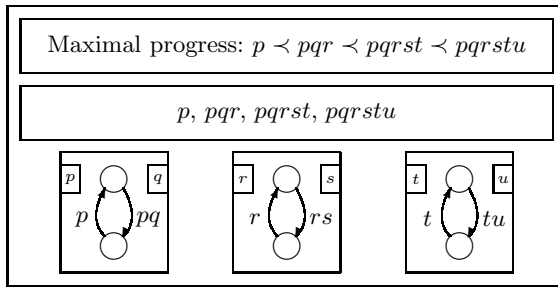 Maximal progress: p ≺ pqr ≺ pqrst ≺ pqrstu
p, pqr, pqrst, pqrstu
p q r s t u
p pq r rs t tu